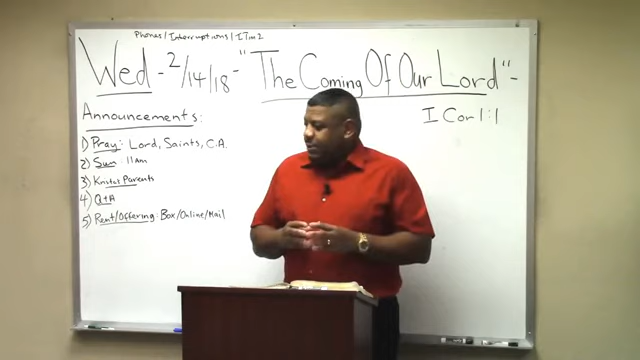 Phones/Interruptions/I Tim 2
Wed - 2/14/18 - "The Coming Of Our Lord" -
I Cor 1:1
Announcements:
1) Pray: Lord, Saints, C.A.
2) Sun: 11am
3) Parents
4) Q+A
5) Rent/Offering: Box/Online/Mail